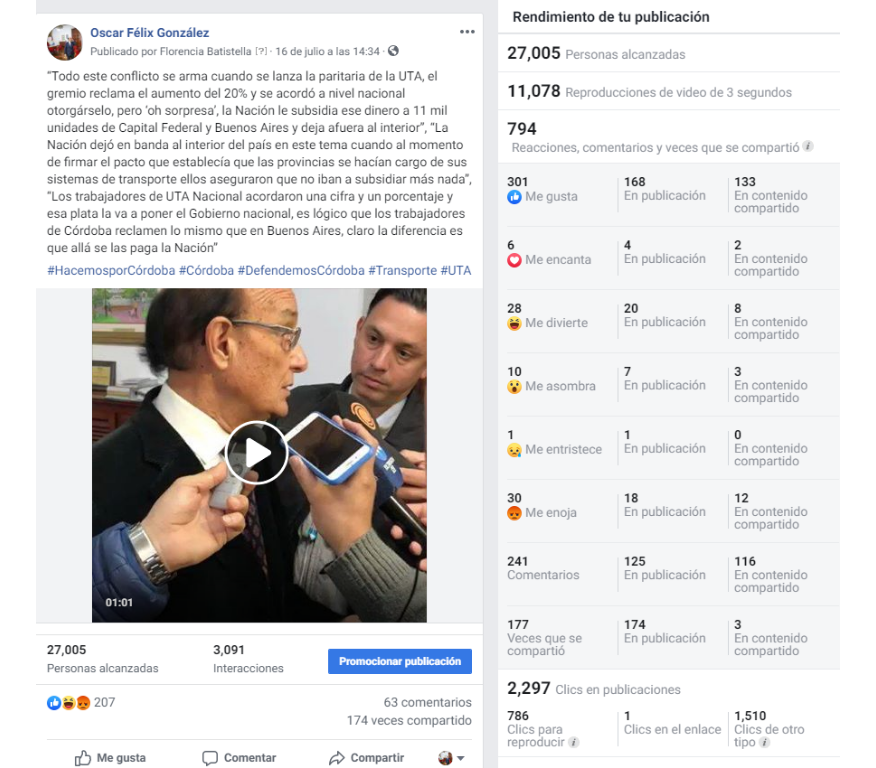 Oscar Félix González
Publicado por Florencia Batistella [?] · 16 de julio a las 14:34 ·
“Todo este conflicto se arma cuando se lanza la paritaria de la UTA, el
gremio reclama el aumento del 20% y se acordó a nivel nacional
otorgárselo, pero ‘oh sorpresa’, la Nación le subsidia ese dinero a 11 mil
unidades de Capital Federal y Buenos Aires y deja afuera al interior”, “La
Nación dejó en banda al interior del país en este tema cuando al momento
de firmar el pacto que establecía que las provincias se hacían cargo de sus
sistemas de transporte ellos aseguraron que no iban a subsidiar más nada”,
“Los trabajadores de UTA Nacional acordaron una cifra y un porcentaje y
esa plata la va a poner el Gobierno nacional, es lógico que los trabajadores
de Córdoba reclamen lo mismo que en Buenos Aires, claro la diferencia es
que allá se las paga la Nación”
#HacemosporCórdoba #Córdoba #DefendemosCórdoba #Transporte #UTA
01:01
27,005
Personas alcanzadas
3,091
Interacciones
Promocionar publicación
207
63 comentarios
174 veces compartido
Me gusta
Comentar
Compartir
Rendimiento de tu publicación
27,005 Personas alcanzadas
11,078 Reproducciones de video de 3 segundos
794
Reacciones, comentarios y veces que se compartió
301
Me gusta
168
En publicación
133
En contenido
compartido
6
Me encanta
4
En publicación
2
En contenido
compartido
28
Me divierte
20
En publicación
8
En contenido
compartido
10
Me asombra
7
En publicación
3
En contenido
compartido
1
Me entristece
1
En publicación
0
En contenido
compartido
30
Me enoja
18
En publicación
12
En contenido
compartido
241
Comentarios
125
En publicación
116
En contenido
compartido
177
Veces que se
compartió
174
En publicación
3
En contenido
compartido
2,297 Clics en publicaciones
786
Clics para
reproducir
1
Clics en el enlace
1,510
Clics de otro
tipo